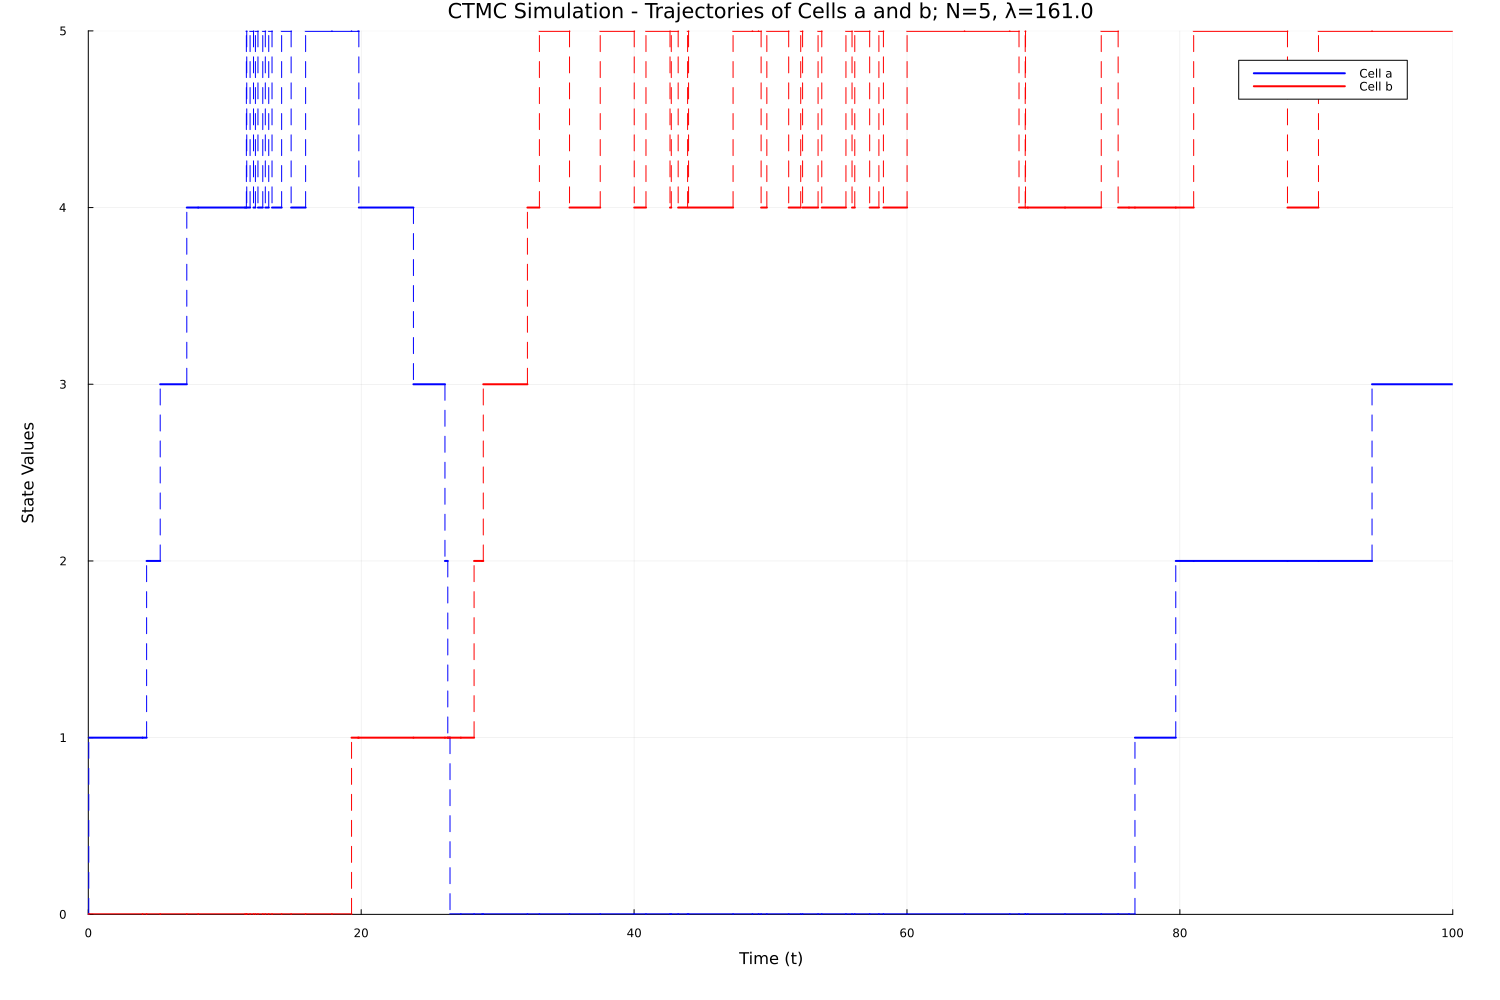 CTMC Simulation - Trajectories of Cells a and b; N=5, λ=161.0
5
Cell a
Cell b
4
3
State Values
2
1
0
0 20 40 60 80 100
Time (t)